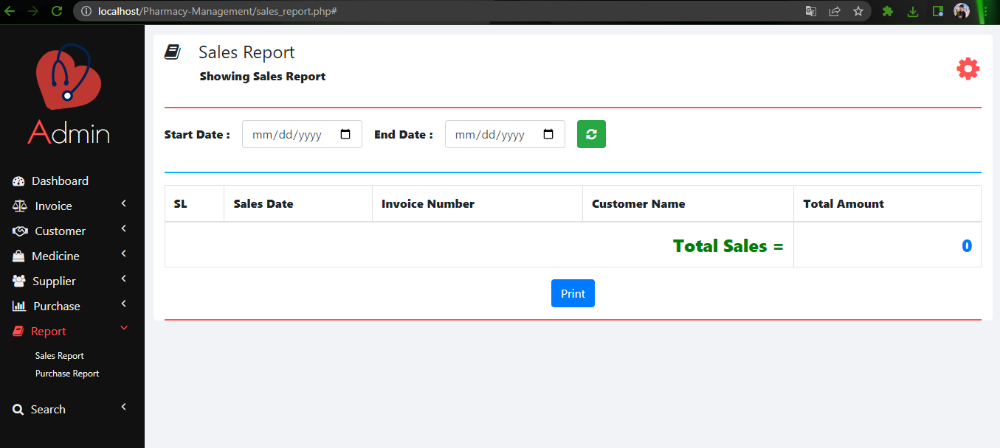 localhost/Pharmacy-Management/sales_report.php#
Admin
Dashboard
Invoice
Customer
Medicine
Supplier
Purchase
Report
Sales Report
Purchase Report
Search
Sales Report
Showing Sales Report
Start Date : mm/dd/yyyy End Date : mm/dd/yyyy
SL Sales Date Invoice Number Customer Name Total Amount
Total Sales = 0
Print